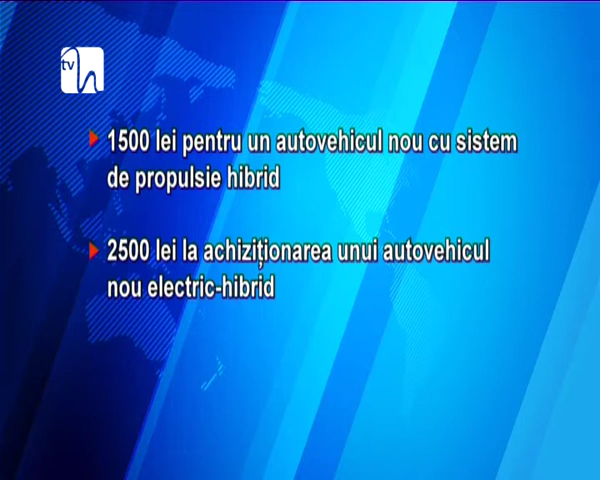 tv h
1500 lei pentru un autovehicul nou cu sistem
de propulsie hibrid
2500 lei la achiziționarea unui autovehicul
nou electric-hibrid